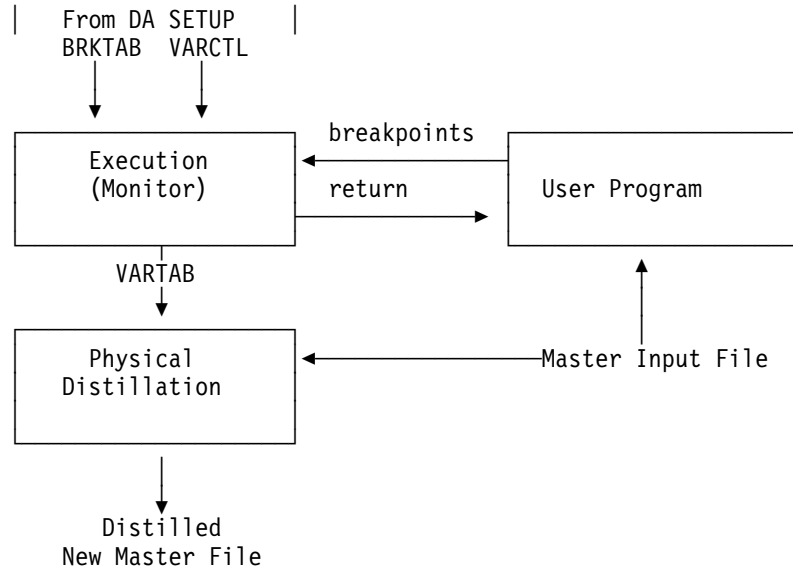 From DA SETUP
BRKTAB VARCTL
breakpoints
Execution
(Monitor)
return
User Program
VARTAB
Physical
Distillation
Master Input File
Distilled
New Master File